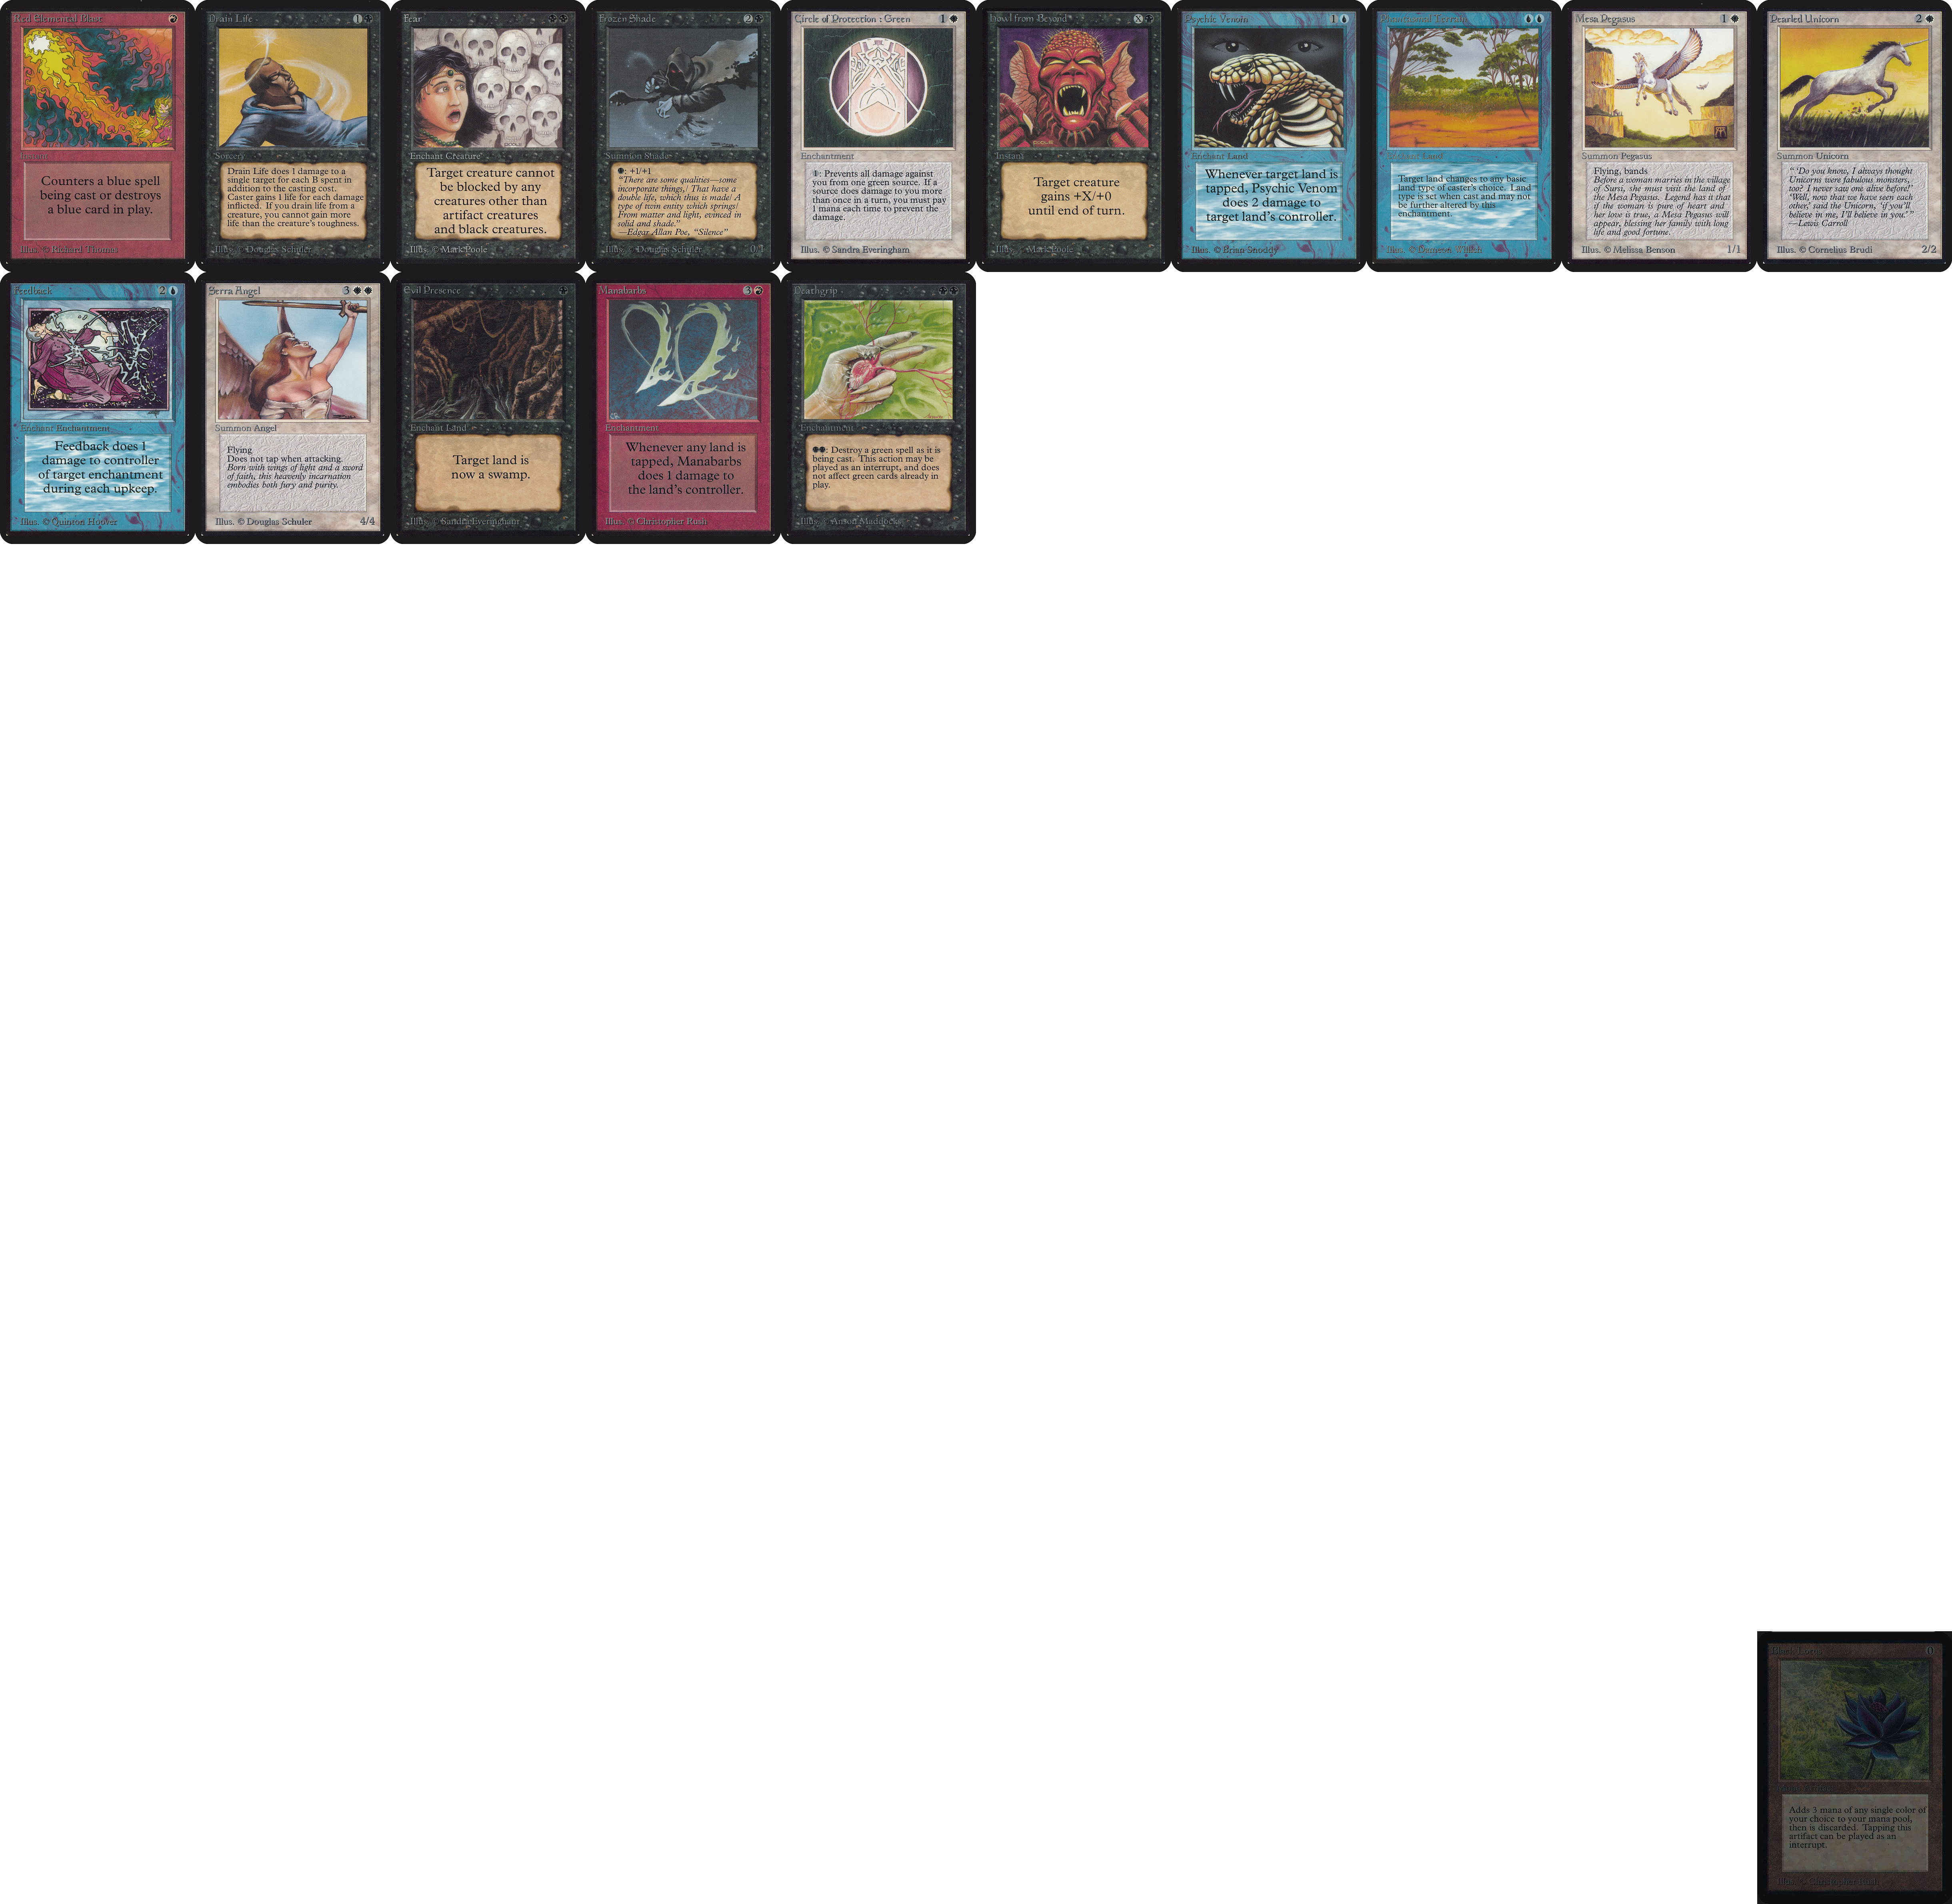 Red Elemental Blast
Counters a blue spell
being cast or destroys
a blue card in play.
Illus. © Richard Thomas
Drain Life 1
Sorcery
Drain Life does 1 damage to a
single target for each B spent in
addition to the casting cost.
Caster gains 1 life for each damage
inflicted. If you drain life from a
creature, you cannot gain more
life than the creature's toughness.
Illus. © Douglas Schuler
Fear
Enchant Creature
Target creature cannot
be blocked by any
creatures other than
artifact creatures
and black creatures.
Illus. © Mark Poole
Frozen Shade 2
Summon Shade
: +1/+1
"There are some qualities—some
incorporate things,/ That have a
double life, which thus is made/ A
type of twin entity which springs/
From matter and light, evinced in
solid and shade."
—Edgar Allan Poe, "Silence"
Illus. © Douglas Schuler 0/1
Circle of Protection : Green 1
Enchantment
1: Prevents all damage against
you from one green source. If a
source does damage to you more
than once in a turn, you must pay
1 mana each time to prevent the
damage.
Illus. © Sandra Everingham
Howl from Beyond X
Instant
Target creature
gains +X/+0
until end of turn.
Illus. © Mark Poole
Psychic Venom 1
Enchant Land
Whenever target land is
tapped, Psychic Venom
does 2 damage to
target land's controller.
Illus. © Brian Snoddy
Phantasmal Terrain
Enchant Land
Target land changes to any basic
land type of caster's choice. Land
type is set when cast and may not
be further altered by this
enchantment.
Illus. © Dameon Willich
Mesa Pegasus 1
Summon Pegasus
Flying, bands
Before a woman marries in the village
of Sursi, she must visit the land of
the Mesa Pegasus. Legend has it that
if the woman is pure of heart and
her love is true, a Mesa Pegasus will
appear, blessing her family with long
life and good fortune.
Illus. © Melissa Benson 1/1
Pearled Unicorn 2
Summon Unicorn
"'Do you know, I always thought
Unicorns were fabulous monsters,
too? I never saw one alive before!'
'Well, now that we have seen each
other,' said the Unicorn, 'if you'll
believe in me, I'll believe in you.'"
—Lewis Carroll
Illus. © Cornelius Brudi 2/2
Feedback 2
Enchant Enchantment
Feedback does 1
damage to controller
of target enchantment
during each upkeep.
Illus. © Quinton Hoover
Serra Angel 3
Summon Angel
Flying
Does not tap when attacking.
Born with wings of light and a sword
of faith, this heavenly incarnation
embodies both fury and purity.
Illus. © Douglas Schuler 4/4
Evil Presence
Enchant Land
Target land is
now a swamp.
Illus. © Sandra Everingham
Manabarbs 3
Enchantment
Whenever any land is
tapped, Manabarbs
does 1 damage to
the land's controller.
Illus. © Christopher Rush
Deathgrip
Enchantment
: Destroy a green spell as it is
being cast. This action may be
played as an interrupt, and does
not affect green cards already in
play.
Illus. © Anson Maddocks
Black Lotus 0
Adds 3 mana of any single color of
your choice to your mana pool,
then is discarded. Tapping this
artifact can be played as an
interrupt.
Illus. © Christopher Rush